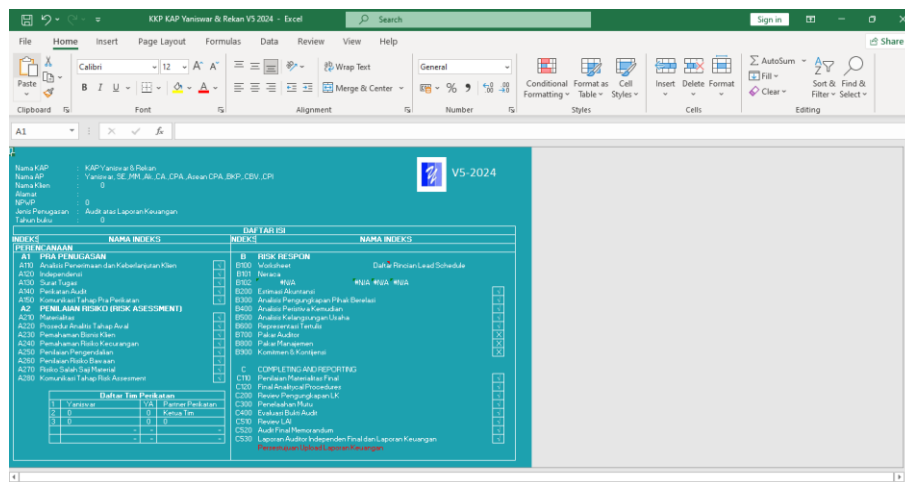 KKP KAP Yaniswar & Rekan V5 2024 - Excel
Search
Sign in
File Home Insert Page Layout Formulas Data Review View Help
Share
Paste
Calibri 12
Wrap Text
Merge & Center
General
Conditional Formatting
Format as Table
Cell Styles
Insert Delete Format
AutoSum
Fill
Clear
Sort & Filter
Find & Select
Clipboard Font Alignment Number Styles Cells Editing
A1 fx
Nama KAP : KAP Yaniswar & Rekan
Nama AP : Yaniswar, SE.,MM.,Ak.,CA.,CPA.,Asean CPA.,BKP.,CBV.,CPI
Nama Klien : 0
Alamat :
NPWP : 0
Jenis Penugasan : Audit atas Laporan Keuangan
Tahun buku : 0
V5-2024
DAFTAR ISI
INDEKS NAMA INDEKS INDEKS NAMA INDEKS
PERENCANAAN
A1 PRA PENUGASAN
A110 Analisis Penerimaan dan Keberlanjuran Klien
A120 Independensi
A130 Surat Tugas
A140 Perikatan Audit
A150 Komunikasi Tahap Pra Perikatan
A2 PENILAIAN RISIKO (RISK ASESSMENT)
A210 Materialitas
A220 Prosedur Analitis Tahap Awal
A230 Pemahaman Bisnis Klien
A240 Pemahaman Risiko Kecurangan
A250 Penilaian Pengendalian
A260 Penilaian Risiko Bawaan
A270 Risiko Salah Saji Material
A280 Komunikasi Tahap Risk Assesment
Daftar Tim Perikatan
1 Yaniswar YA Partner Perikatan
2 0 0 Ketua Tim
3 0 0 0
B RISK RESPON
B100 Worksheet Daftar Rincian Lead Schedule
B101 Neraca
B102 #N/A #N/A #N/A #N/A
B200 Estimasi Akuntansi
B300 Analisis Pengungkapan Pihak Berelasi
B400 Analisis Peristiwa Kemudian
B500 Analisis Kelangsungan Usaha
B600 Representasi Tertulis
B700 Pakar Auditor X
B800 Pakar Manajemen X
B900 Komitmen & Kontijensi X
C COMPLETING AND REPORTING
C110 Penilaian Materialitas Final
C120 Final Analitycal Procedures
C200 Review Pengungkapan LK
C300 Penelaahan Mutu
C400 Evaluasi Bukti Audit
C510 Review LAI
C520 Audit Final Memorandum
C530 Laporan Auditor Independen Final dan Laporan Keuangan
Persetujuan Upload Laporan Keuangan